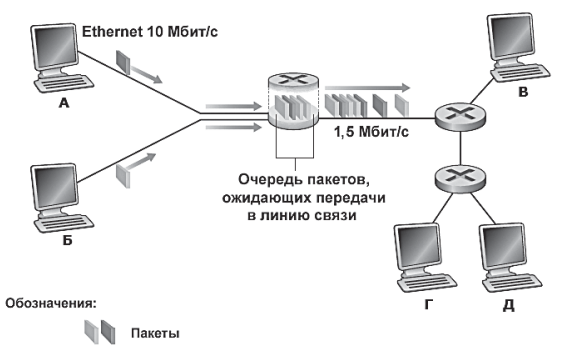 Ethernet 10 Мбит/с
А
В
1,5 Мбит/с
Очередь пакетов,
ожидающих передачи
в линию связи
Б
Г
Д
Обозначения:
Пакеты